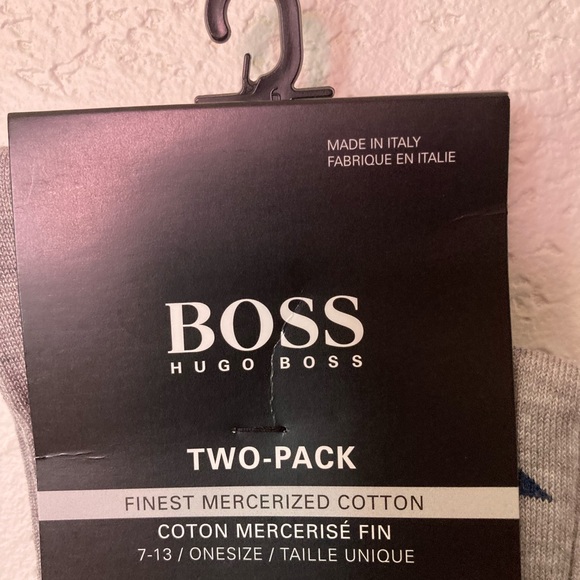 MADE IN ITALY
FABRIQUE EN ITALIE
BOSS
HUGO BOSS
TWO-PACK
FINEST MERCERIZED COTTON
COTON MERCERISÉ FIN
7-13 / ONESIZE / TAILLE UNIQUE